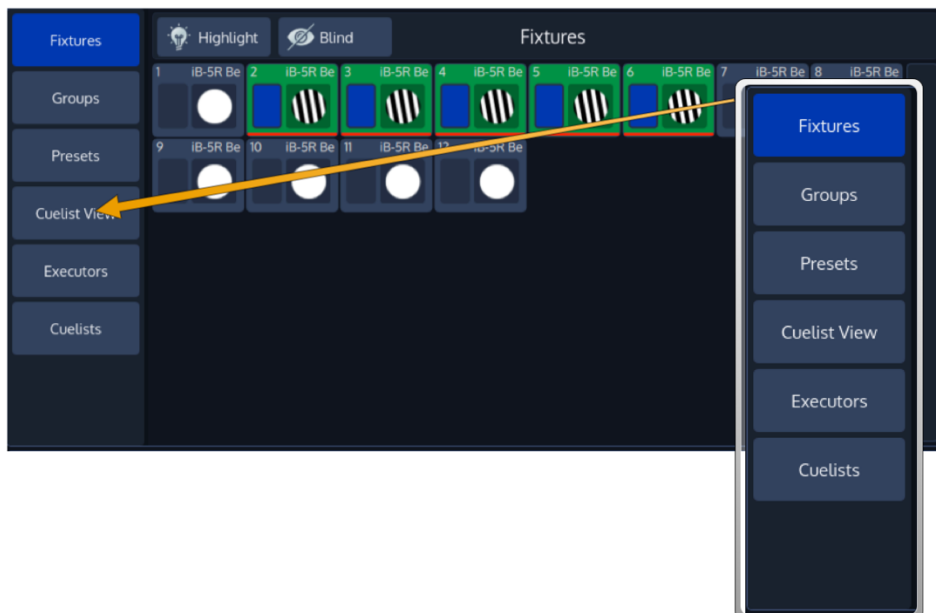 Fixtures
Groups
Presets
Cuelist View
Executors
Cuelists
Highlight
Blind
Fixtures
1 iB-5R Be
2 iB-5R Be
3 iB-5R Be
4 iB-5R Be
5 iB-5R Be
6 iB-5R Be
7 iB-5R Be
8 iB-5R Be
9 iB-5R Be
10 iB-5R Be
11 iB-5R Be
12 iB-5R Be
Fixtures
Groups
Presets
Cuelist View
Executors
Cuelists